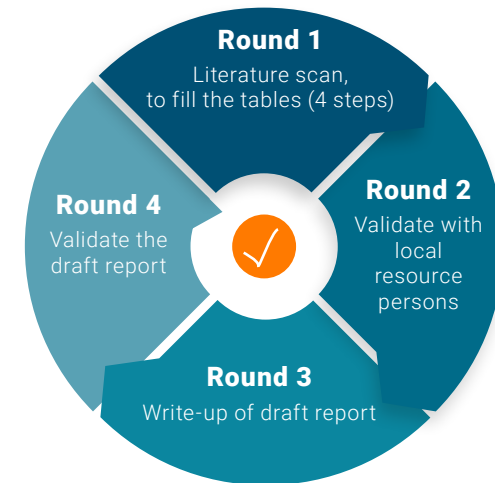 Round 1
Literature scan,
to fill the tables (4 steps)
Round 2
Validate with
local
resource
persons
Round 3
Write-up of draft report
Round 4
Validate the
draft report